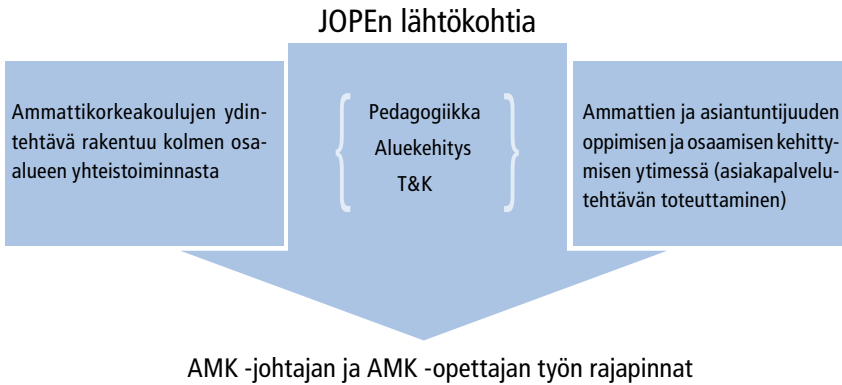 JOPEn lähtökohtia
Ammattikorkeakoulujen ydin-
tehtävä rakentuu kolmen osa-
alueen yhteistoiminnasta
Pedagogiikka
Aluekehitys
T&K
Ammattien ja asiantuntijuuden
oppimisen ja osaamisen kehitty-
misen ytimessä (asiakapalvelu-
tehtävän toteuttaminen)
AMK -johtajan ja AMK -opettajan työn rajapinnat